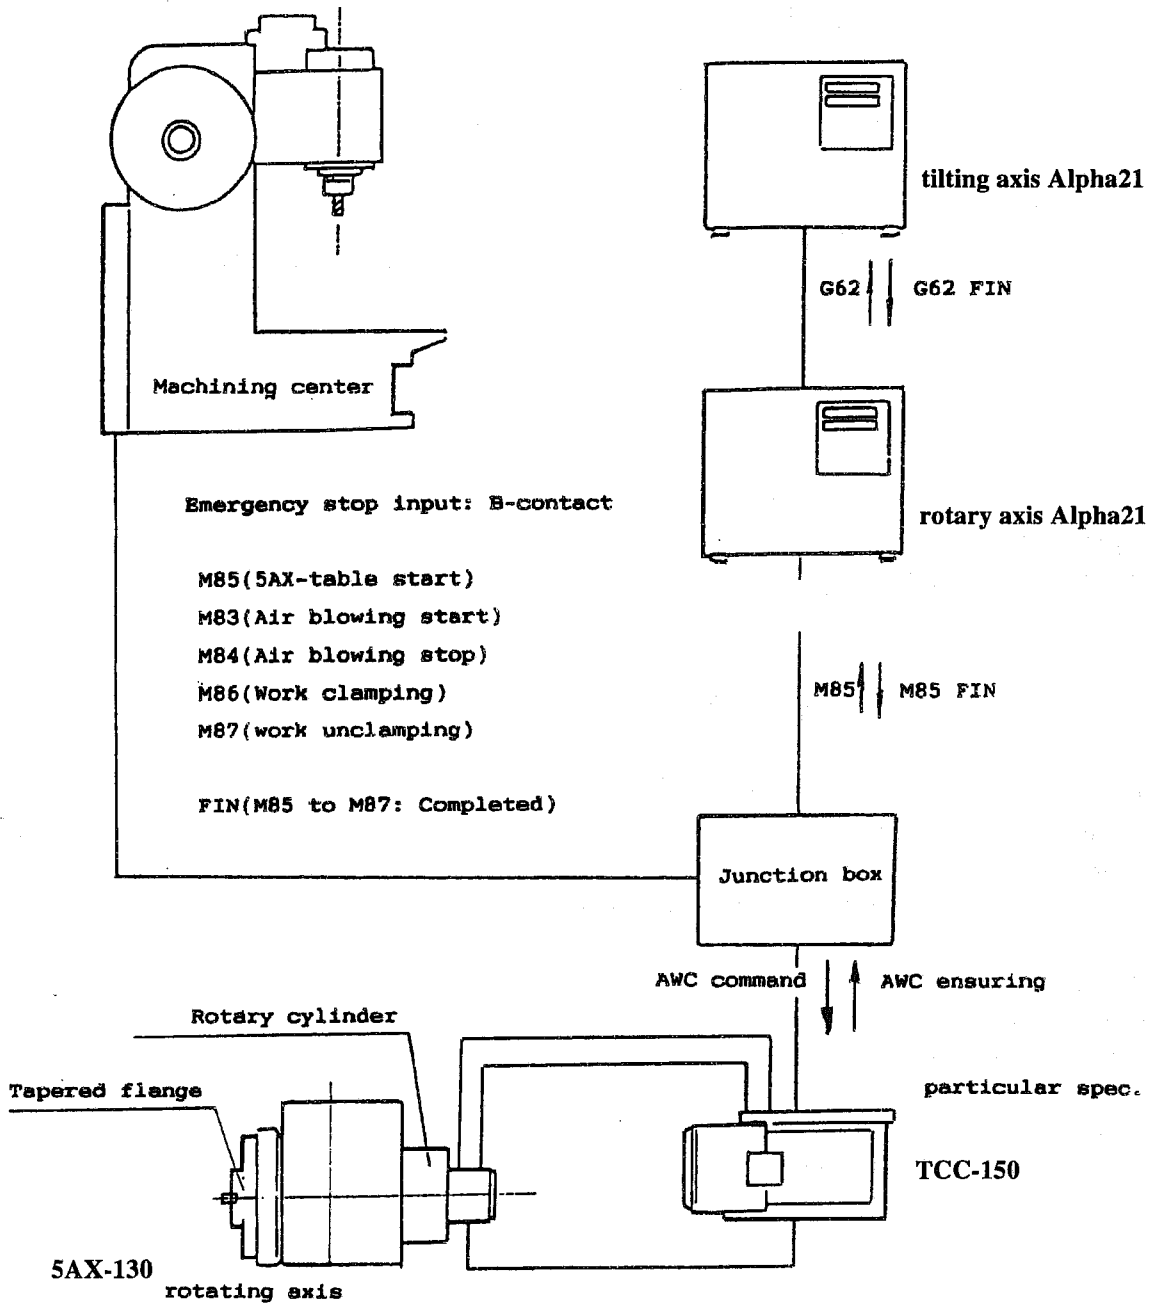 tilting axis Alpha21
G62
G62 FIN
Machining center
Emergency stop input: B-contact
rotary axis Alpha21
M85(5AX-table start)
M83(Air blowing start)
M84(Air blowing stop)
M86(Work clamping)
M87(work unclamping)
M85
M85 FIN
FIN(M85 to M87: Completed)
Junction box
AWC command
AWC ensuring
Rotary cylinder
Tapered flange
particular spec.
TCC-150
5AX-130
rotating axis